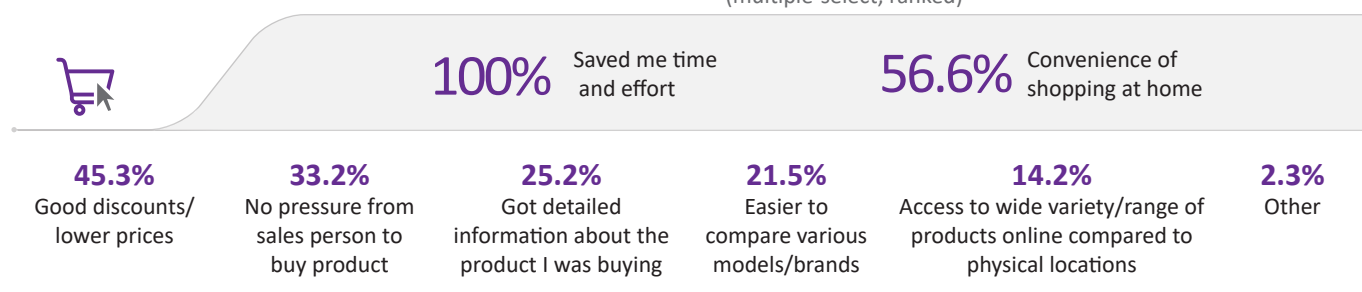 (multiple-select, ranked)
100%
Saved me time
and effort
56.6%
Convenience of
shopping at home
45.3%
Good discounts/
lower prices
33.2%
No pressure from
sales person to
buy product
25.2%
Got detailed
information about the
product I was buying
21.5%
Easier to
compare various
models/brands
14.2%
Access to wide variety/range of
products online compared to
physical locations
2.3%
Other